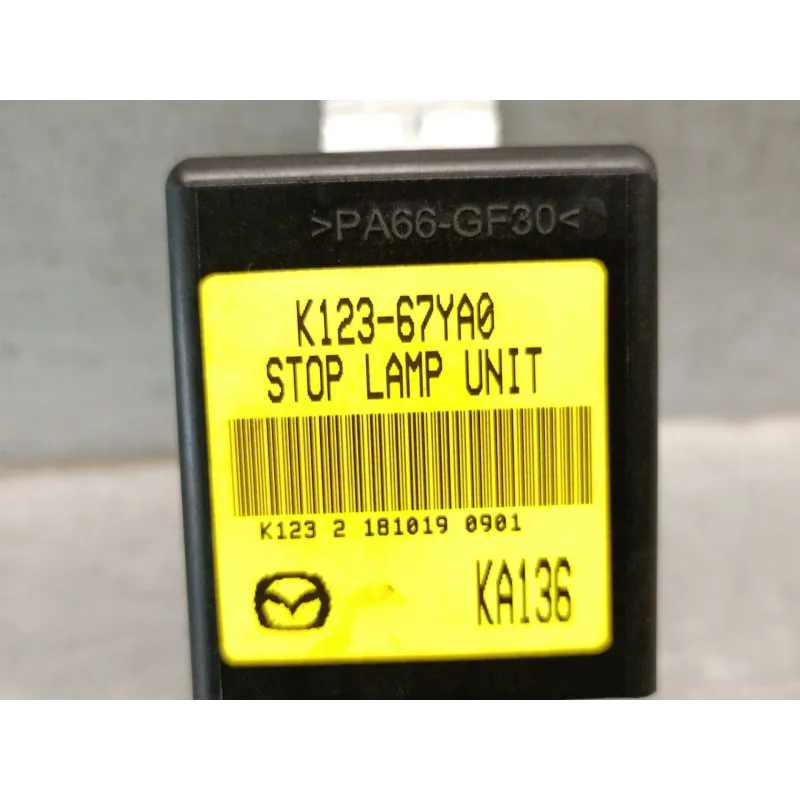 >PA66-GF30<
K123-67YA0
STOP LAMP UNIT
K123 2 181019 0901
KA136